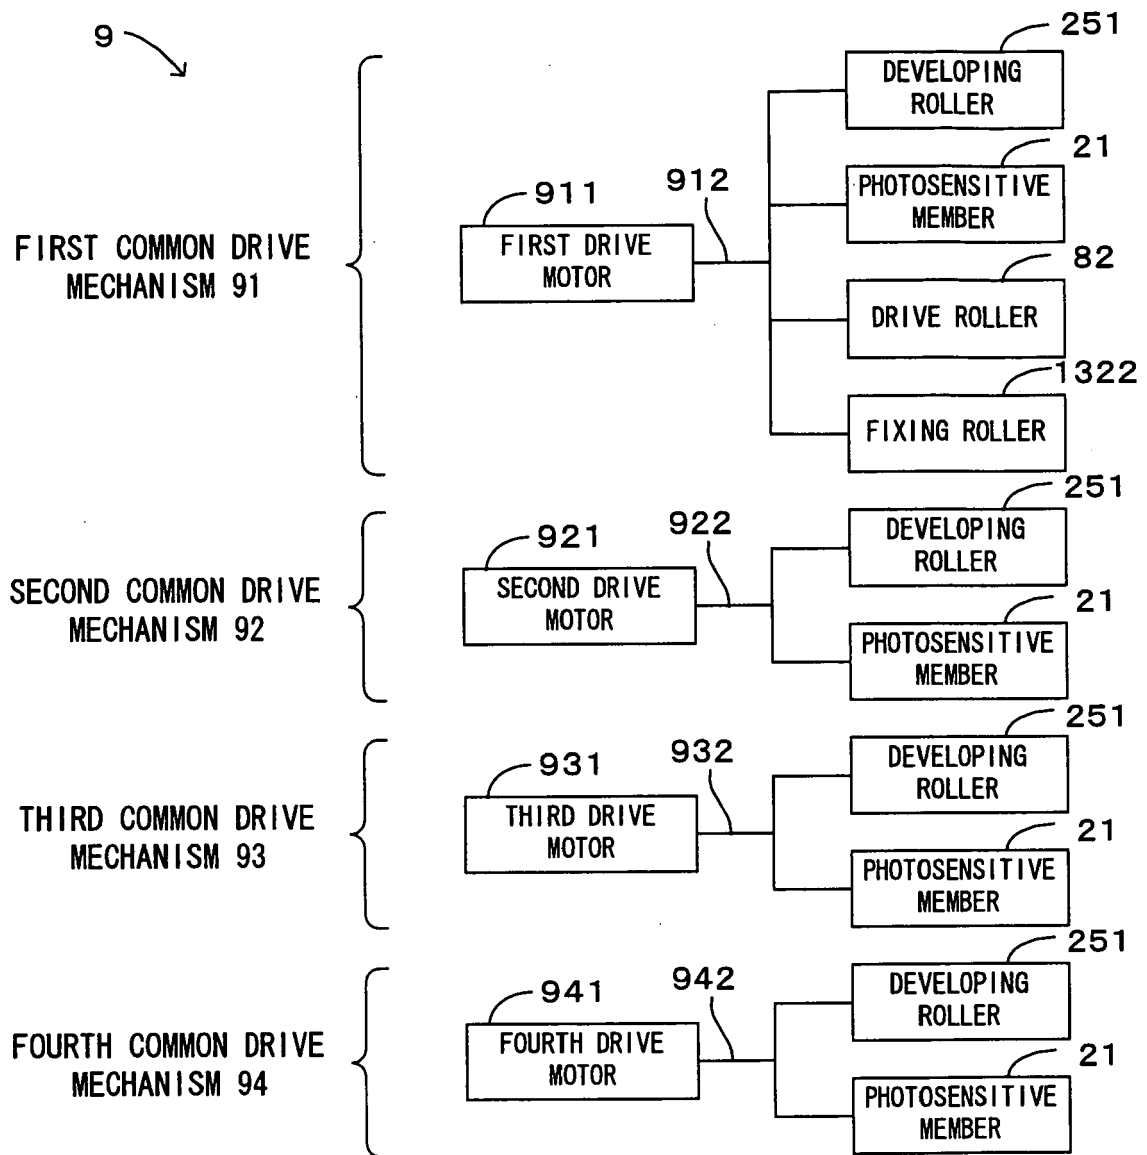 9
251
DEVELOPING
ROLLER
21
PHOTOSENSITIVE
MEMBER
911
912
FIRST COMMON DRIVE
MECHANISM 91
FIRST DRIVE
MOTOR
82
DRIVE ROLLER
1322
FIXING ROLLER
251
DEVELOPING
ROLLER
921
922
SECOND COMMON DRIVE
MECHANISM 92
SECOND DRIVE
MOTOR
21
PHOTOSENSITIVE
MEMBER
251
DEVELOPING
ROLLER
931
932
THIRD COMMON DRIVE
MECHANISM 93
THIRD DRIVE
MOTOR
21
PHOTOSENSITIVE
MEMBER
251
DEVELOPING
ROLLER
941
942
FOURTH COMMON DRIVE
MECHANISM 94
FOURTH DRIVE
MOTOR
21
PHOTOSENSITIVE
MEMBER